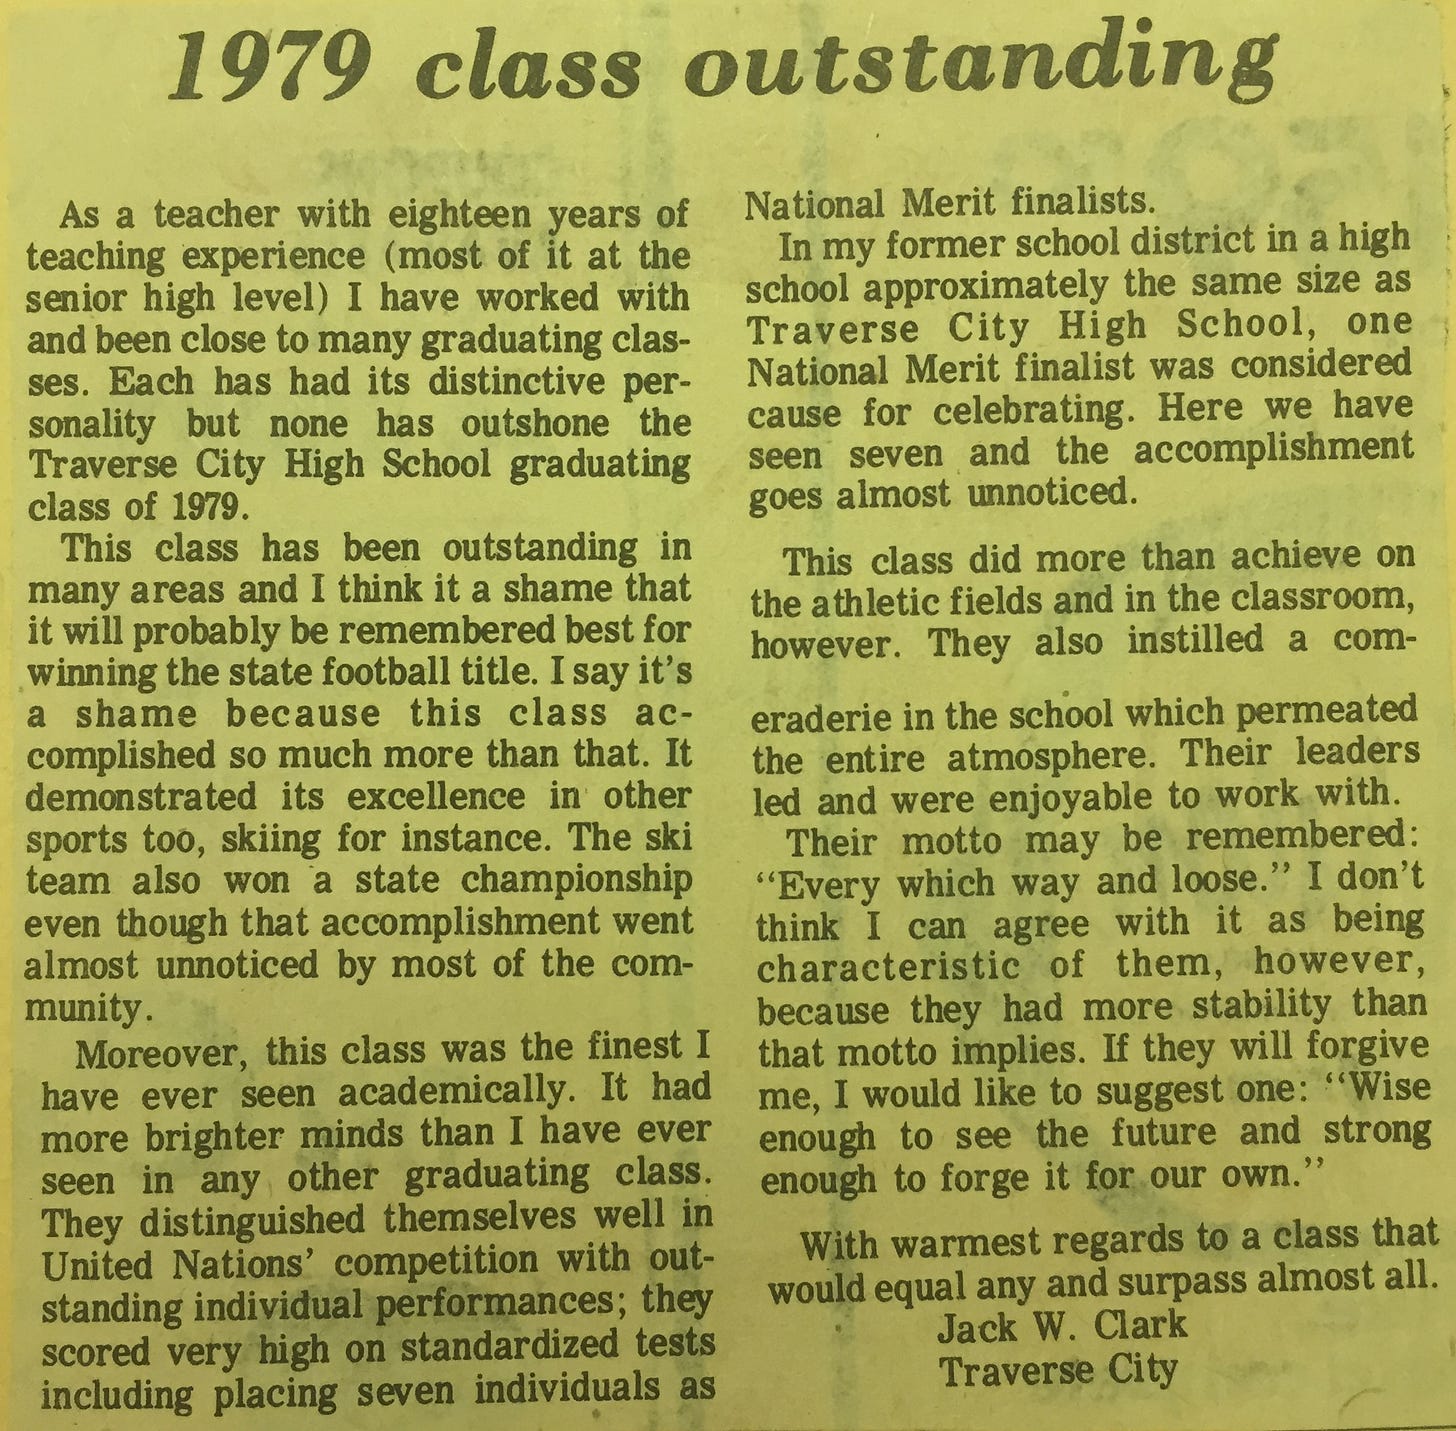 1979 class outstanding
As a teacher with eighteen years of
teaching experience (most of it at the
senior high level) I have worked with
and been close to many graduating clas-
ses. Each has had its distinctive per-
sonality but none has outshone the
Traverse City High School graduating
class of 1979.
This class has been outstanding in
many areas and I think it a shame that
it will probably be remembered best for
winning the state football title. I say it's
a shame because this class ac-
complished so much more than that. It
demonstrated its excellence in other
sports too, skiing for instance. The ski
team also won a state championship
even though that accomplishment went
almost unnoticed by most of the com-
munity.
Moreover, this class was the finest I
have ever seen academically. It had
more brighter minds than I have ever
seen in any other graduating class.
They distinguished themselves well in
United Nations' competition with out-
standing individual performances; they
scored very high on standardized tests
including placing seven individuals as
National Merit finalists.
In my former school district in a high
school approximately the same size as
Traverse City High School, one
National Merit finalist was considered
cause for celebrating. Here we have
seen seven and the accomplishment
goes almost unnoticed.
This class did more than achieve on
the athletic fields and in the classroom,
however. They also instilled a com-
eraderie in the school which permeated
the entire atmosphere. Their leaders
led and were enjoyable to work with.
Their motto may be remembered:
"Every which way and loose." I don't
think I can agree with it as being
characteristic of them, however,
because they had more stability than
that motto implies. If they will forgive
me, I would like to suggest one: "Wise
enough to see the future and strong
enough to forge it for our own."
With warmest regards to a class that
would equal any and surpass almost all.
Jack W. Clark
Traverse City